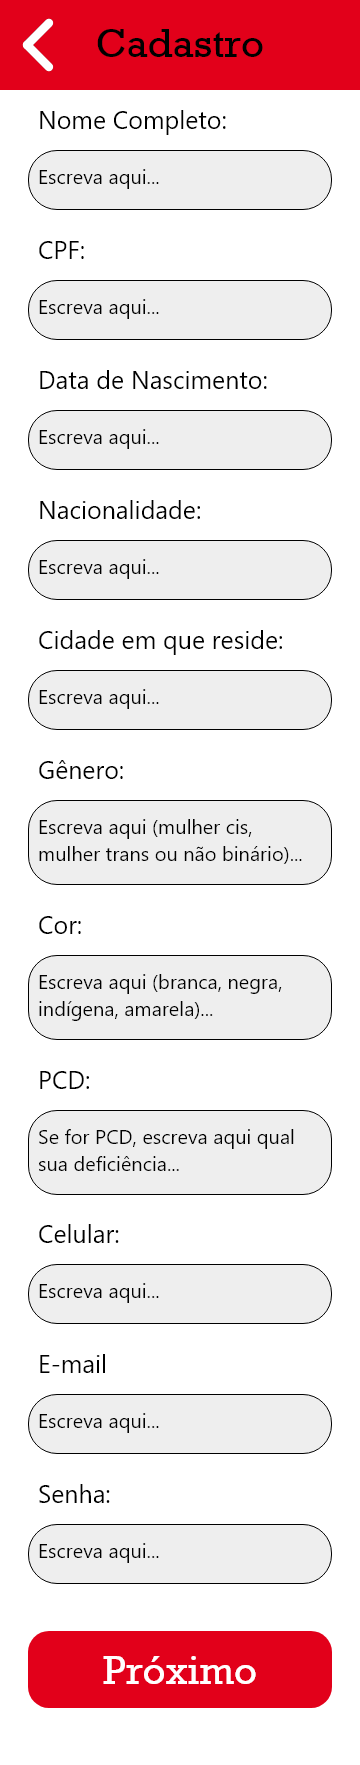 Cadastro
Nome Completo:
Escreva aqui...
CPF:
Escreva aqui...
Data de Nascimento:
Escreva aqui...
Nacionalidade:
Escreva aqui...
Cidade em que reside:
Escreva aqui...
Gênero:
Escreva aqui (mulher cis,
mulher trans ou não binário)...
Cor:
Escreva aqui (branca, negra,
indígena, amarela)...
PCD:
Se for PCD, escreva aqui qual
sua deficiência...
Celular:
Escreva aqui...
E-mail
Escreva aqui...
Senha:
Escreva aqui...
Próximo